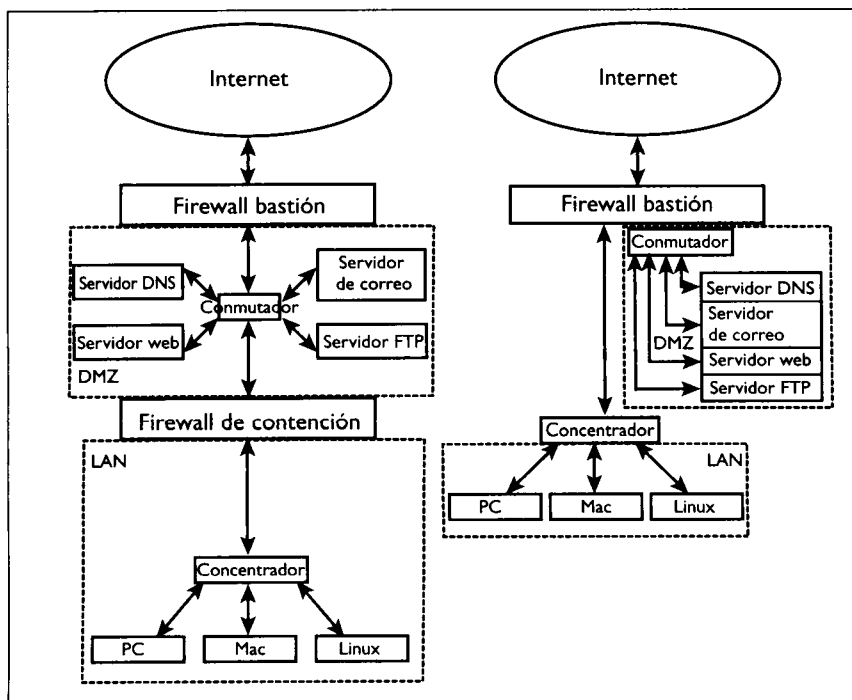 Internet
Firewall bastión
Servidor DNS
Servidor
de correo
Conmutador
Servidor web
Servidor FTP
DMZ
Firewall de contención
LAN
Concentrador
PC
Mac
Linux
Internet
Firewall bastión
Conmutador
Servidor DNS
Servidor
de correo
DMZ
Servidor web
Servidor FTP
Concentrador
LAN
PC
Mac
Linux